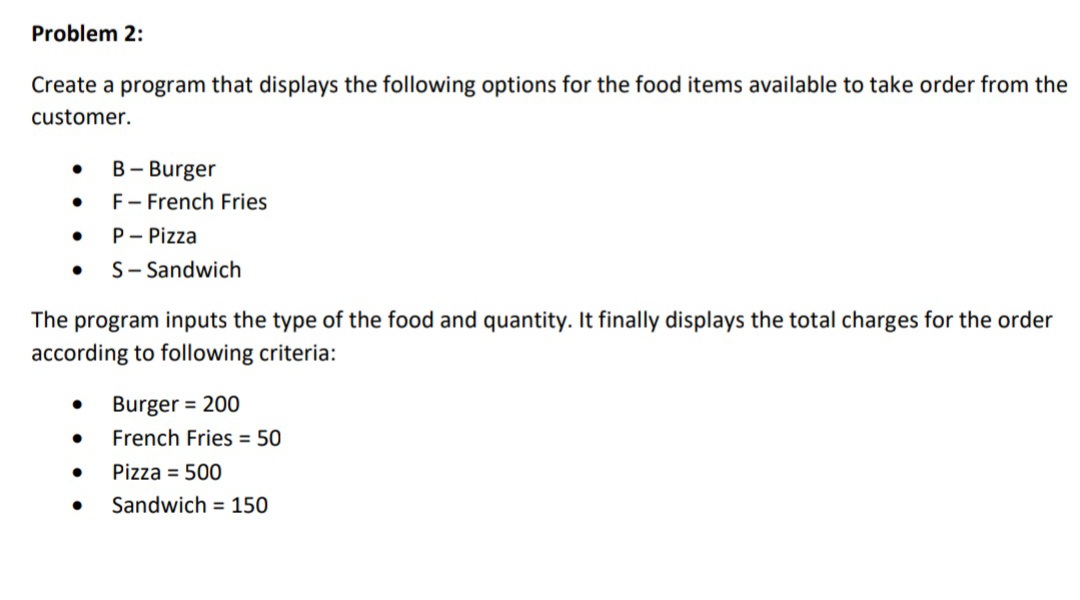 Problem 2:
Create a program that displays the following options for the food items available to take order from the
customer.
• B – Burger
• F – French Fries
• P – Pizza
• S – Sandwich
The program inputs the type of the food and quantity. It finally displays the total charges for the order
according to following criteria:
• Burger = 200
• French Fries = 50
• Pizza = 500
• Sandwich = 150